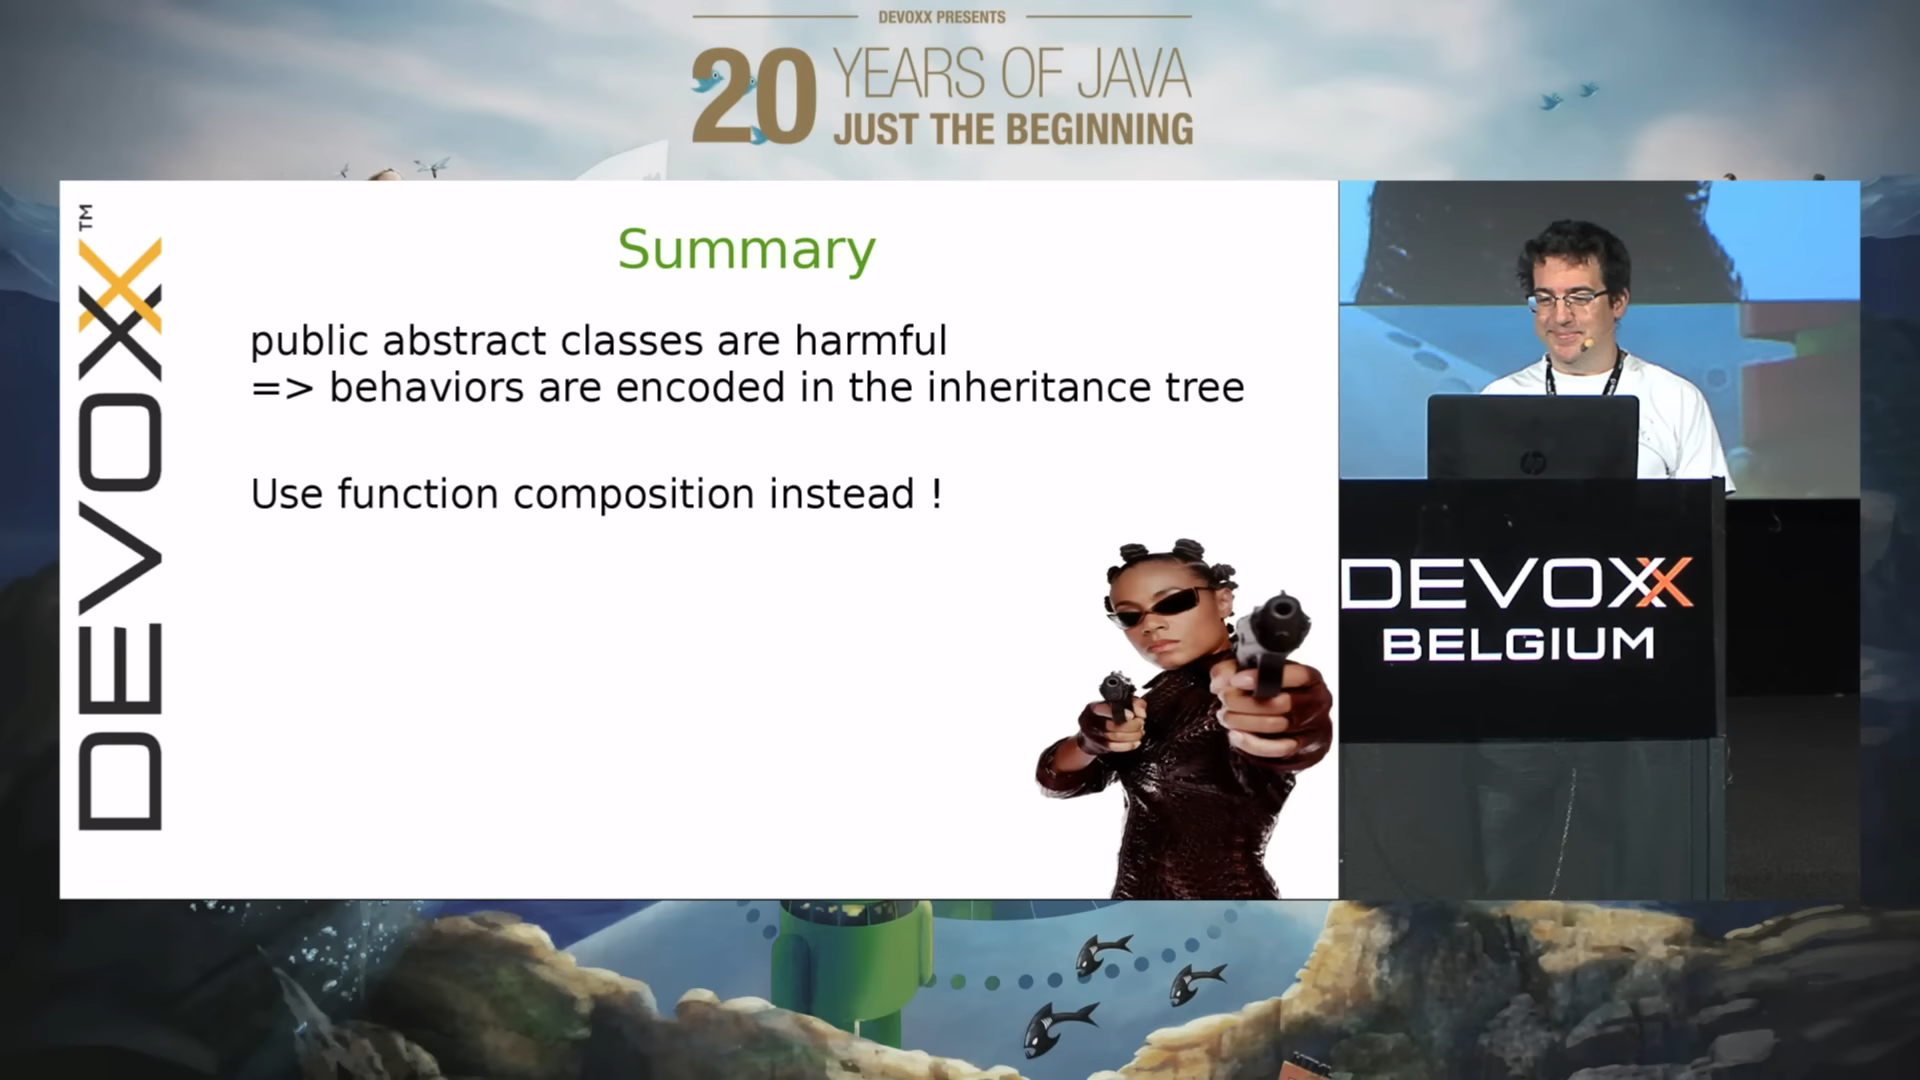 DEVOXX PRESENTS
20 YEARS OF JAVA
JUST THE BEGINNING
DEVOXX™
Summary
public abstract classes are harmful
=> behaviors are encoded in the inheritance tree
Use function composition instead !
hp
DEVOXX
BELGIUM